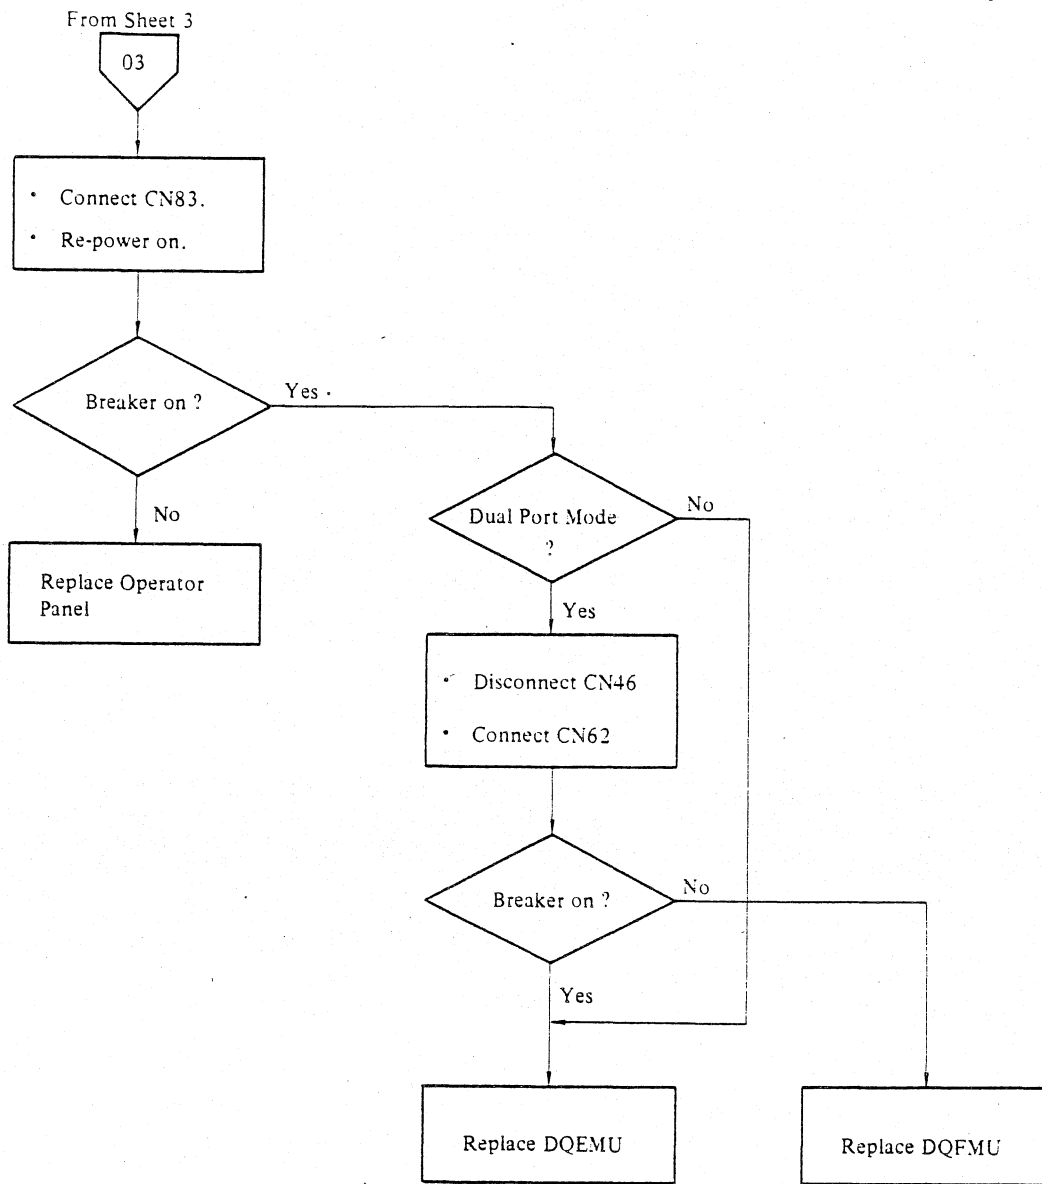 From Sheet 3
03
· Connect CN83.
· Re-power on.
Breaker on ?
Yes
No
Replace Operator
Panel
Dual Port Mode
?
No
Yes
· Disconnect CN46
· Connect CN62
Breaker on ?
No
Yes
Replace DQEMU
Replace DQFMU